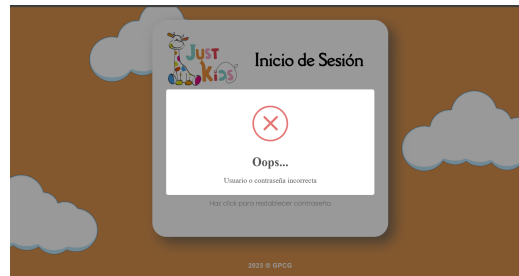 Just
Kids
Inicio de Sesión
Oops...
Usuario o contraseña incorrecta
Haz click para restablecer contraseña.
2023 © GPCG